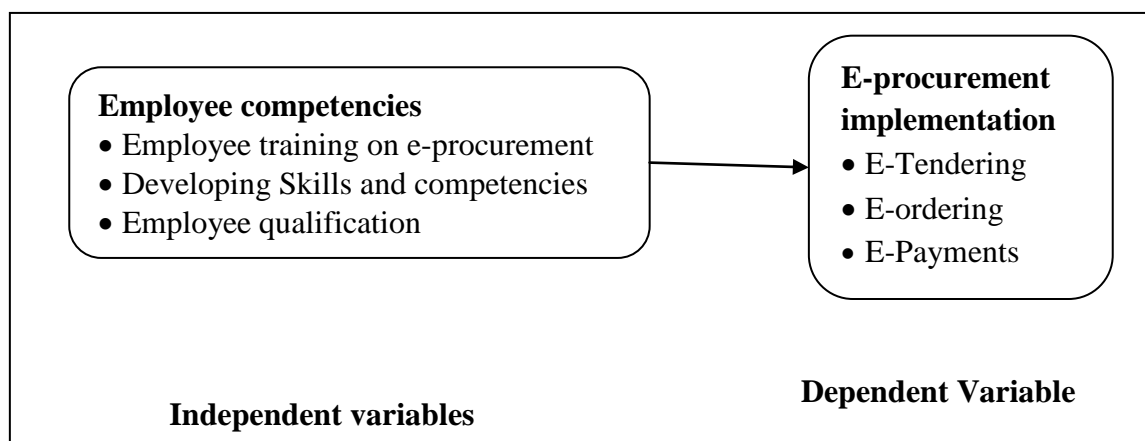 Employee competencies
• Employee training on e-procurement
• Developing Skills and competencies
• Employee qualification
E-procurement
implementation
• E-Tendering
• E-ordering
• E-Payments
Independent variables
Dependent Variable